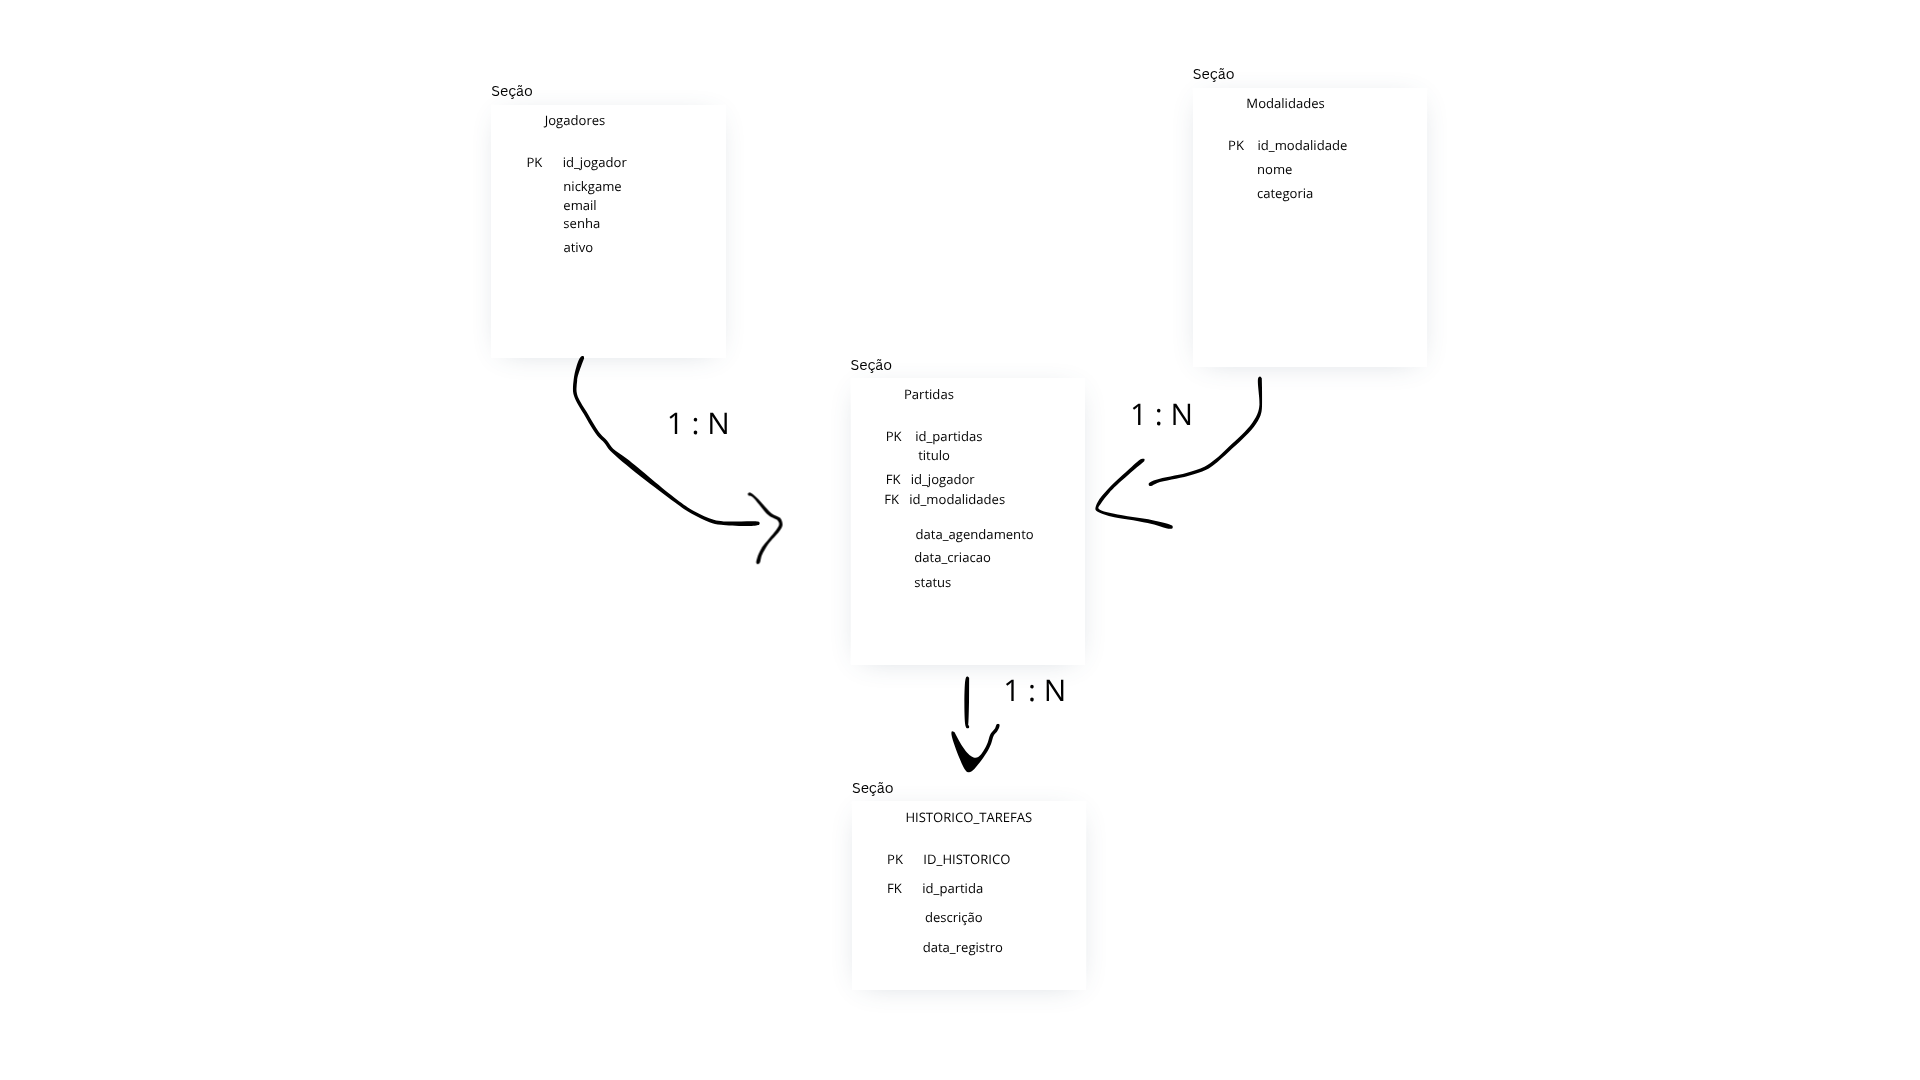 Seção
Jogadores
PK id_jogador
nickgame
email
senha
ativo
Seção
Modalidades
PK id_modalidade
nome
categoria
1 : N
1 : N
Seção
Partidas
PK id_partidas
titulo
FK id_jogador
FK id_modalidades
data_agendamento
data_criacao
status
1 : N
Seção
HISTORICO_TAREFAS
PK ID_HISTORICO
FK id_partida
descrição
data_registro